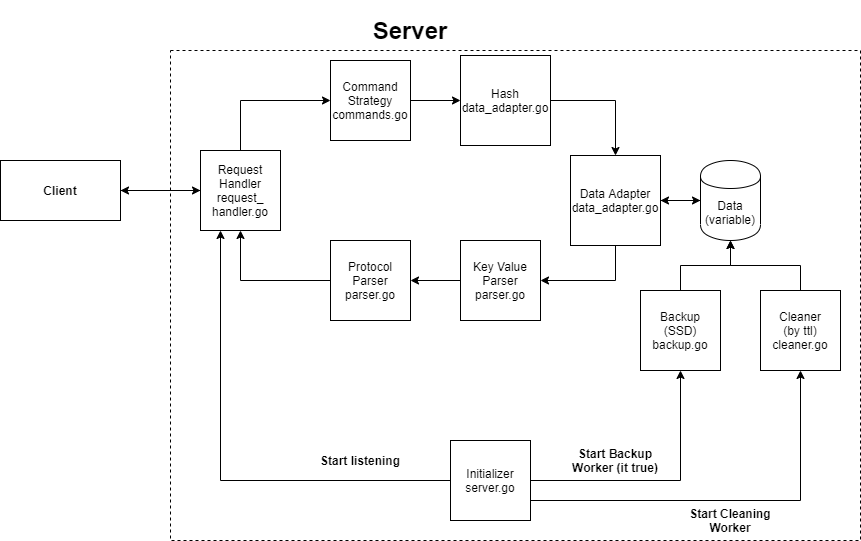 Server
Command
Strategy
commands.go
Hash
data_adapter.go
Client
Request
Handler
request_
handler.go
Data Adapter
data_adapter.go
Data
(variable)
Protocol
Parser
parser.go
Key Value
Parser
parser.go
Backup
(SSD)
backup.go
Cleaner
(by ttl)
cleaner.go
Start listening
Initializer
server.go
Start Backup
Worker (it true)
Start Cleaning
Worker